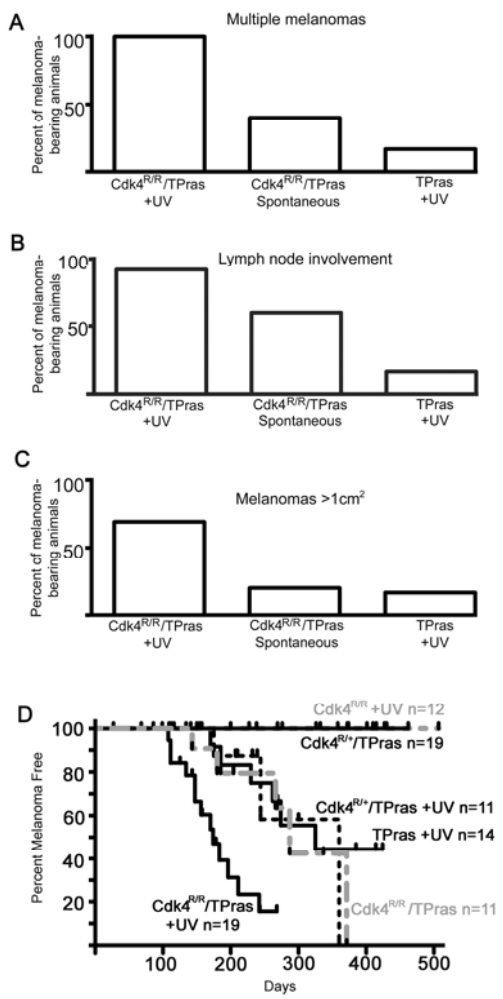 A
Multiple melanomas
Percent of melanoma-
bearing animals
100
50
Cdk4R/R/TPras
+UV
Cdk4R/R/TPras
Spontaneous
TPras
+UV
B
Lymph node involvement
Percent of melanoma-
bearing animals
100
50
Cdk4R/R/TPras
+UV
Cdk4R/R/TPras
Spontaneous
TPras
+UV
C
Melanomas >1cm2
Percent of melanoma-
bearing animals
100
50
Cdk4R/R/TPras
+UV
Cdk4R/R/TPras
Spontaneous
TPras
+UV
D
Percent Melanoma Free
100
80
60
40
20
Cdk4R/R +UV n=12
Cdk4R/+/TPras n=19
Cdk4R/+/TPras +UV n=11
TPras +UV n=14
Cdk4R/R/TPras n=11
Cdk4R/R/TPras
+UV n=19
100 200 300 400 500
Days